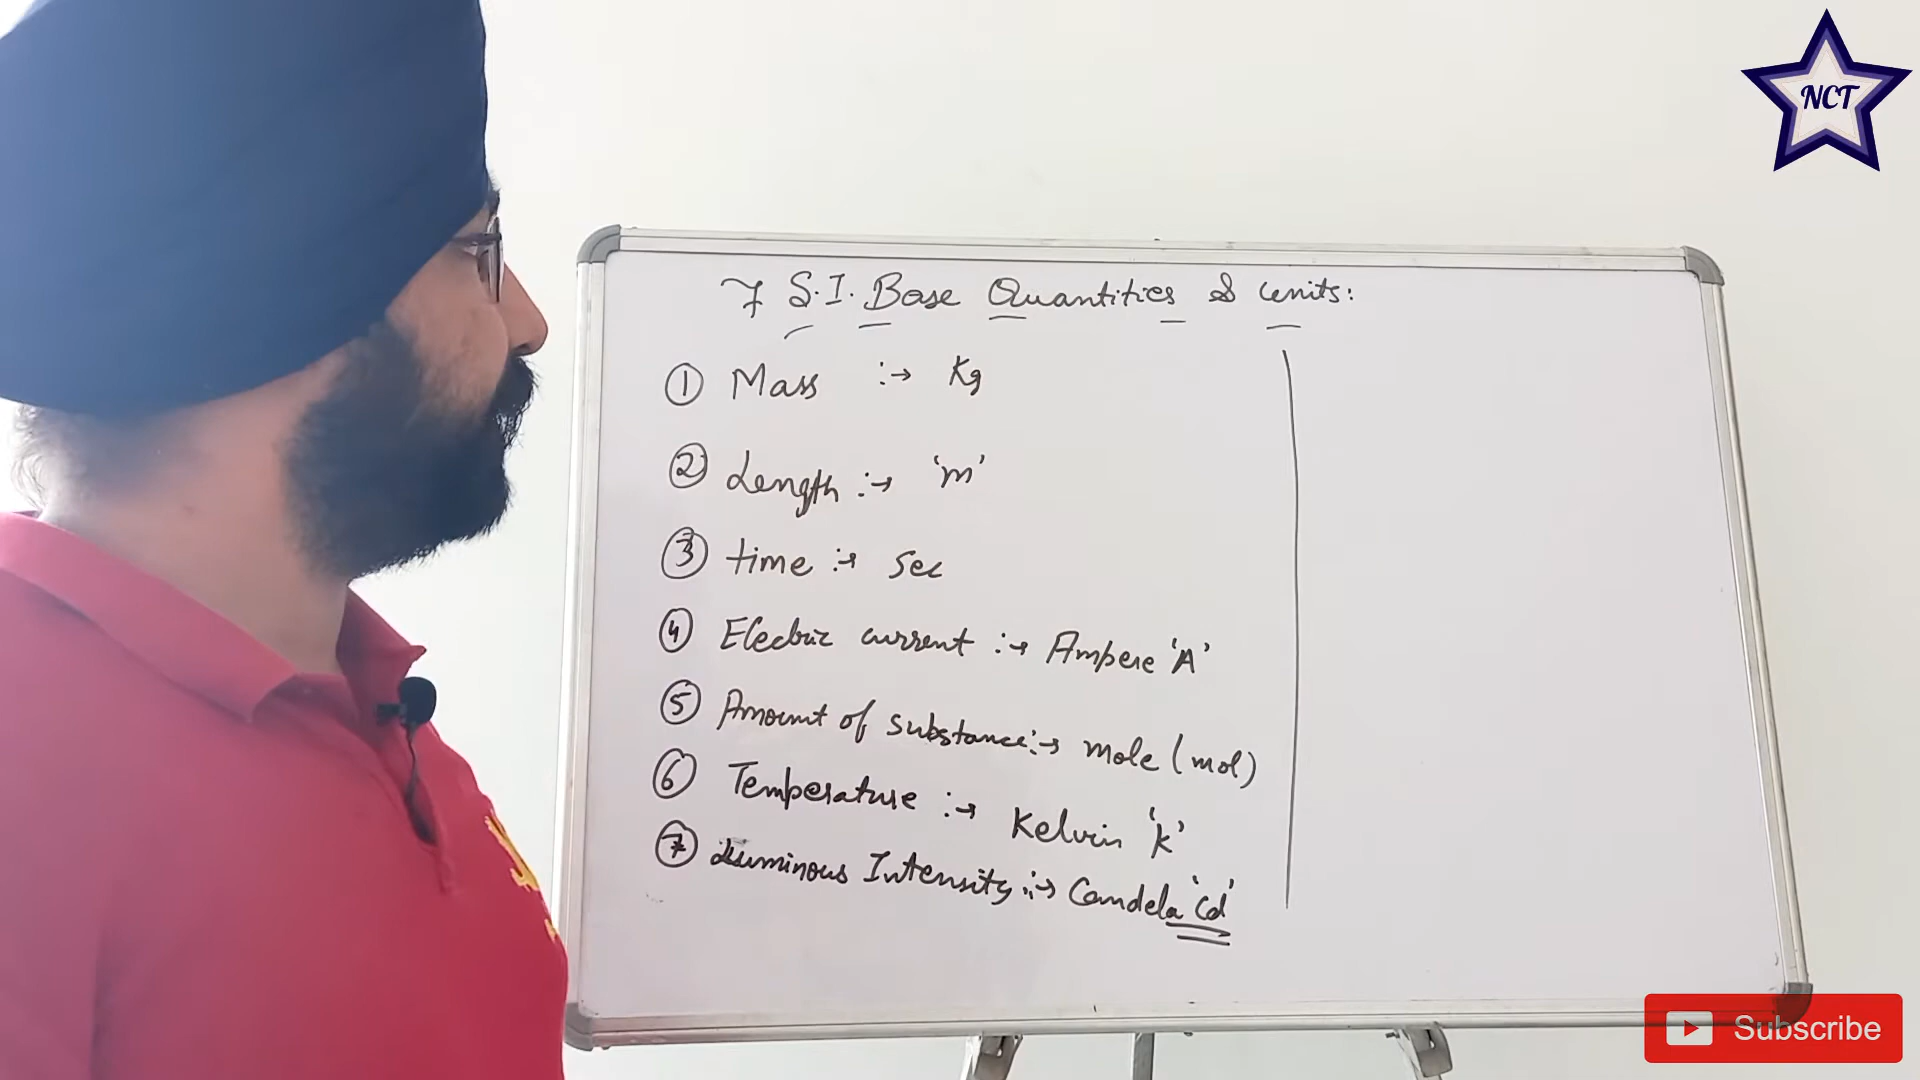 NCT
7 S.I. Base Quantities & Units:
① Mass :→ Kg
② Length :→ 'm'
③ time :→ Sec
④ Electric current :→ Ampere 'A'
⑤ Amount of substance :→ mole (mol)
⑥ Temperature :→ Kelvin 'K'
⑦ Luminous Intensity :→ Candela 'Cd'
Subscribe